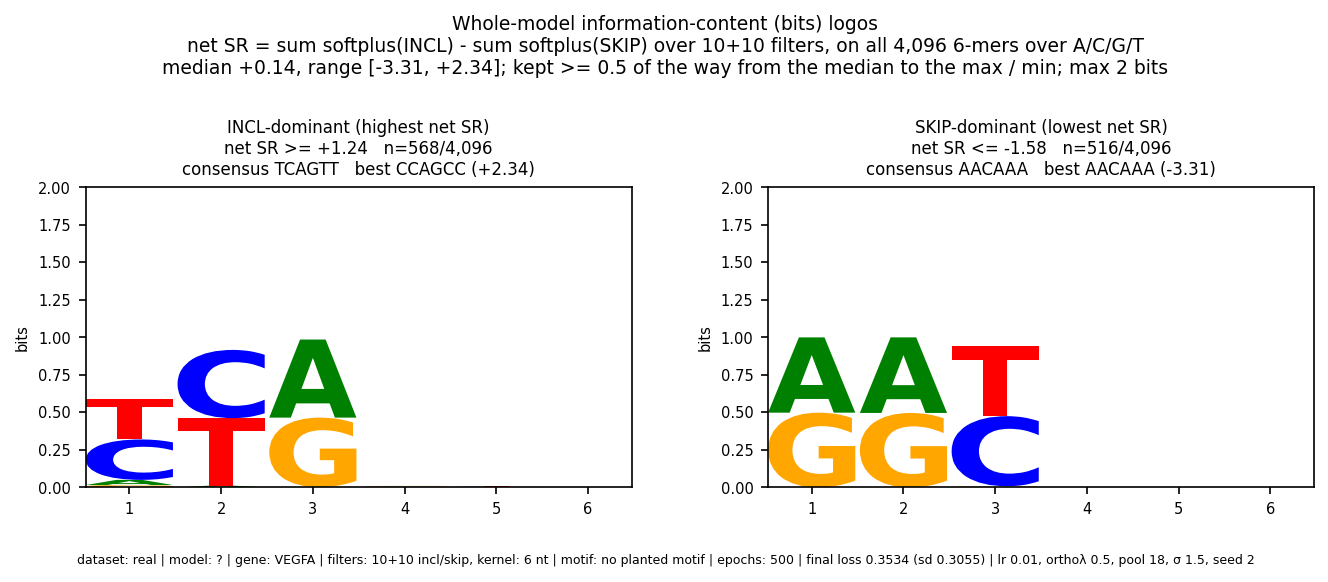 Whole-model information-content (bits) logos
net SR = sum softplus(INCL) - sum softplus(SKIP) over 10+10 filters, on all 4,096 6-mers over A/C/G/T
median +0.14, range [-3.31, +2.34]; kept >= 0.5 of the way from the median to the max / min; max 2 bits
INCL-dominant (highest net SR)
net SR >= +1.24   n=568/4,096
consensus TCAGTT   best CCAGCC (+2.34)
2.00
1.75
1.50
1.25
1.00
0.75
0.50
0.25
0.00
bits
T
C
A
C
T
A
G
1 2 3 4 5 6
SKIP-dominant (lowest net SR)
net SR <= -1.58   n=516/4,096
consensus AACAAA   best AACAAA (-3.31)
2.00
1.75
1.50
1.25
1.00
0.75
0.50
0.25
0.00
bits
A
G
A
G
T
C
1 2 3 4 5 6
dataset: real | model: ? | gene: VEGFA | filters: 10+10 incl/skip, kernel: 6 nt | motif: no planted motif | epochs: 500 | final loss 0.3534 (sd 0.3055) | lr 0.01, orthoλ 0.5, pool 18, σ 1.5, seed 2